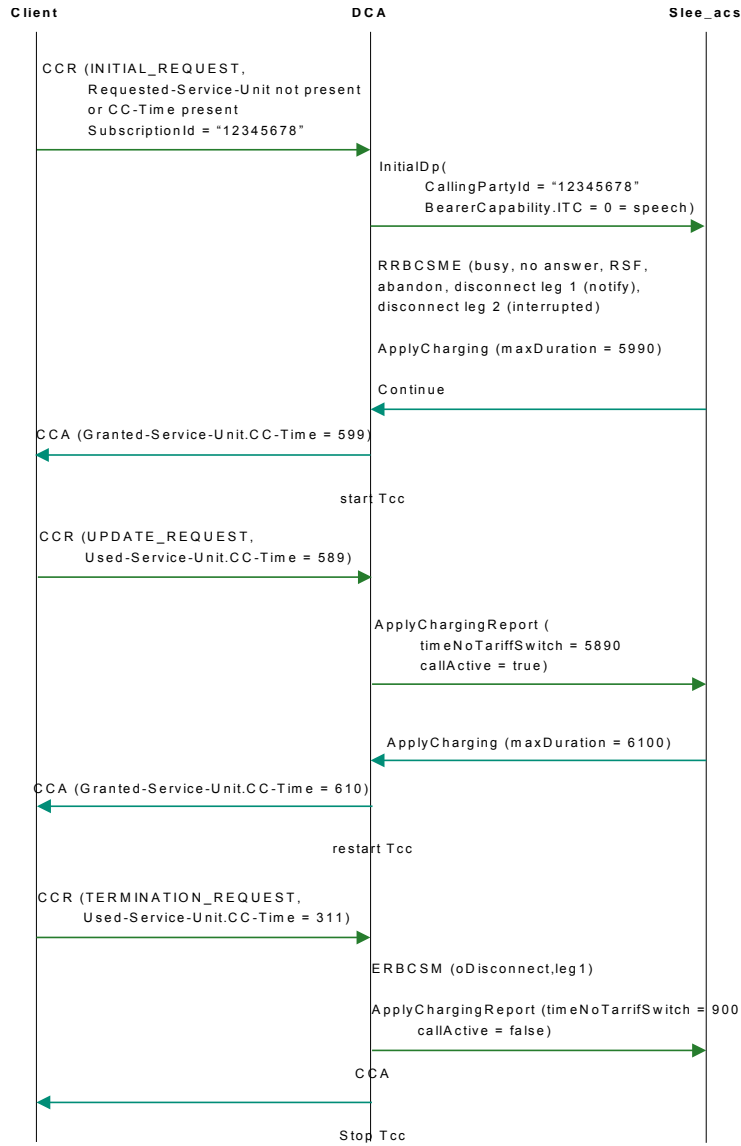 Client DCA Slee_acs
CCR (INITIAL_REQUEST,
Requested-Service-Unit not present
or CC-Time present
SubscriptionId = “12345678”
InitialDp(
CallingPartyId = “12345678”
BearerCapability.ITC = 0 = speech)
RRBCSME (busy, no answer, RSF,
abandon, disconnect leg 1 (notify),
disconnect leg 2 (interrupted)
ApplyCharging (maxDuration = 5990)
Continue
CCA (Granted-Service-Unit.CC-Time = 599)
start Tcc
CCR (UPDATE_REQUEST,
Used-Service-Unit.CC-Time = 589)
ApplyChargingReport (
timeNoTariffSwitch = 5890
callActive = true)
ApplyCharging (maxDuration = 6100)
CCA (Granted-Service-Unit.CC-Time = 610)
restart Tcc
CCR (TERMINATION_REQUEST,
Used-Service-Unit.CC-Time = 311)
ERBCSM (oDisconnect,leg1)
ApplyChargingReport (timeNoTarrifSwitch = 900
callActive = false)
CCA
Stop Tcc